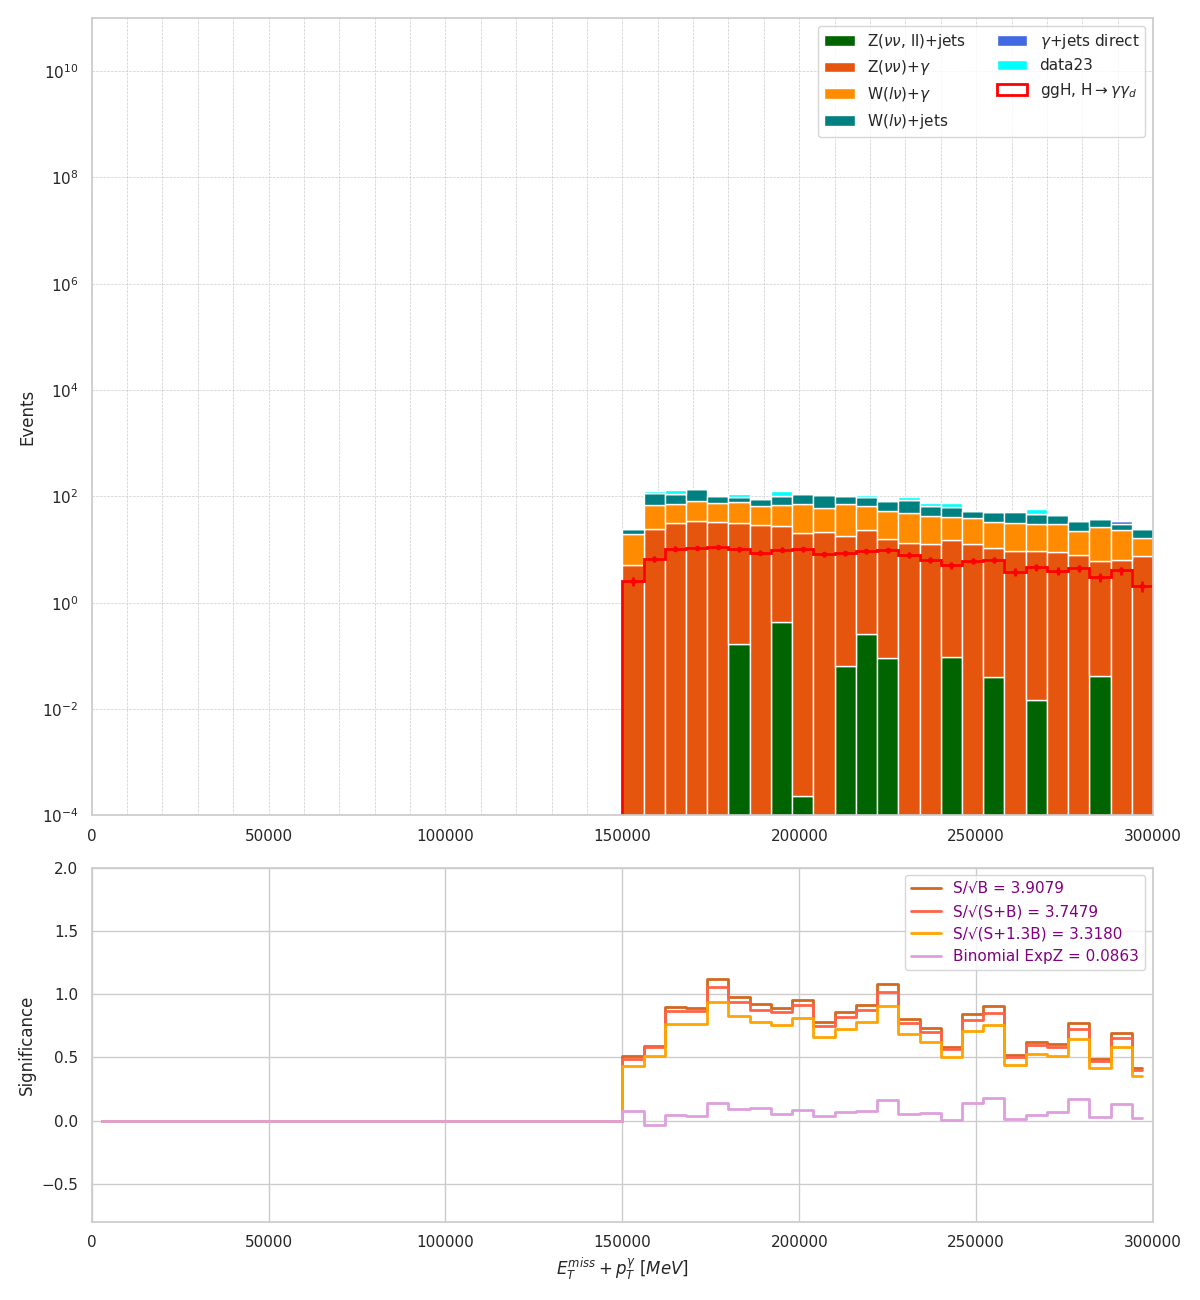 Z(νν, ll)+jets
Z(νν)+γ
W(lν)+γ
W(lν)+jets
γ+jets direct
data23
ggH, H→γγ_d
10^10
10^8
10^6
10^4
10^2
10^0
10^−2
10^−4
Events
0 50000 100000 150000 200000 250000 300000
S/√B = 3.9079
S/√(S+B) = 3.7479
S/√(S+1.3B) = 3.3180
Binomial ExpZ = 0.0863
2.0
1.5
1.0
0.5
0.0
−0.5
Significance
0 50000 100000 150000 200000 250000 300000
E_T^miss + p_T^γ [MeV]